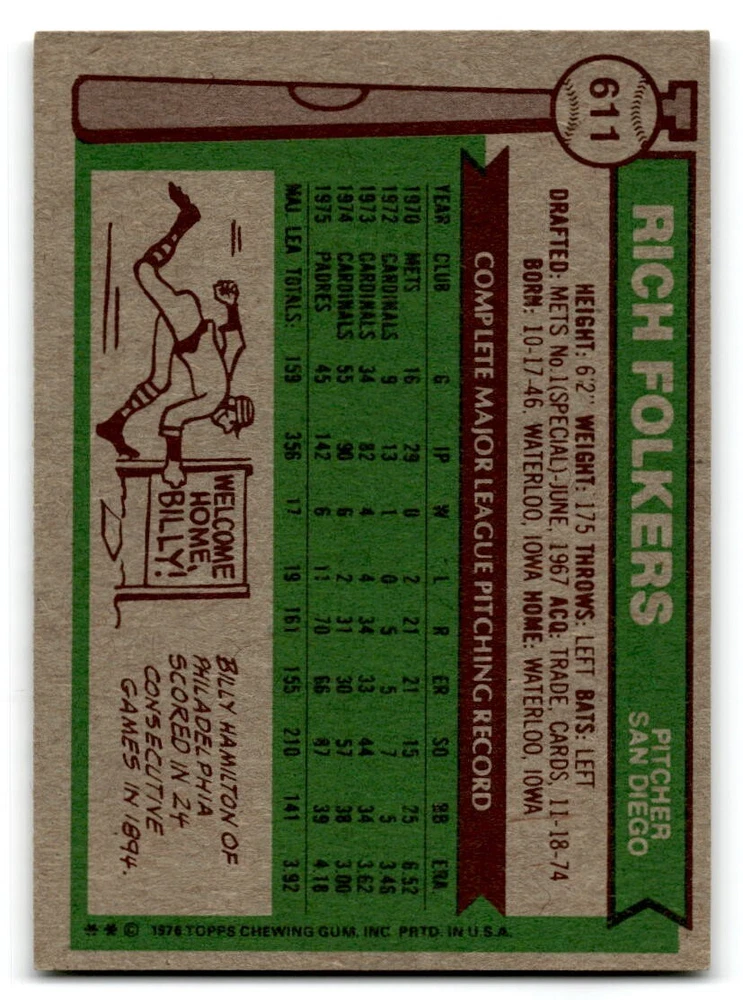 611
RICH FOLKERS
PITCHER
SAN DIEGO
HEIGHT: 6'2" WEIGHT: 175 THROWS: LEFT BATS: LEFT
DRAFTED: METS No.1(SPECIAL)-JUNE, 1967 ACQ: TRADE, CARDS, 11-18-74
BORN: 10-17-46, WATERLOO, IOWA HOME: WATERLOO, IOWA
COMPLETE MAJOR LEAGUE PITCHING RECORD
YEAR CLUB G IP W L R ER SO BB ERA
1970 METS 16 29 0 2 21 21 15 25 6.52
1972 CARDINALS 9 13 1 0 5 5 7 5 3.46
1973 CARDINALS 34 82 4 4 34 33 44 34 3.62
1974 CARDINALS 55 90 6 2 31 30 57 38 3.00
1975 PADRES 45 142 6 11 70 66 87 39 4.18
MAJ LEA TOTALS: 159 356 17 19 161 155 210 141 3.92
WELCOME
HOME,
BILLY!
BILLY HAMILTON OF
PHILADELPHIA
SCORED IN 24
CONSECUTIVE
GAMES IN 1894.
** © 1976 TOPPS CHEWING GUM, INC. PRTD. IN U.S.A.